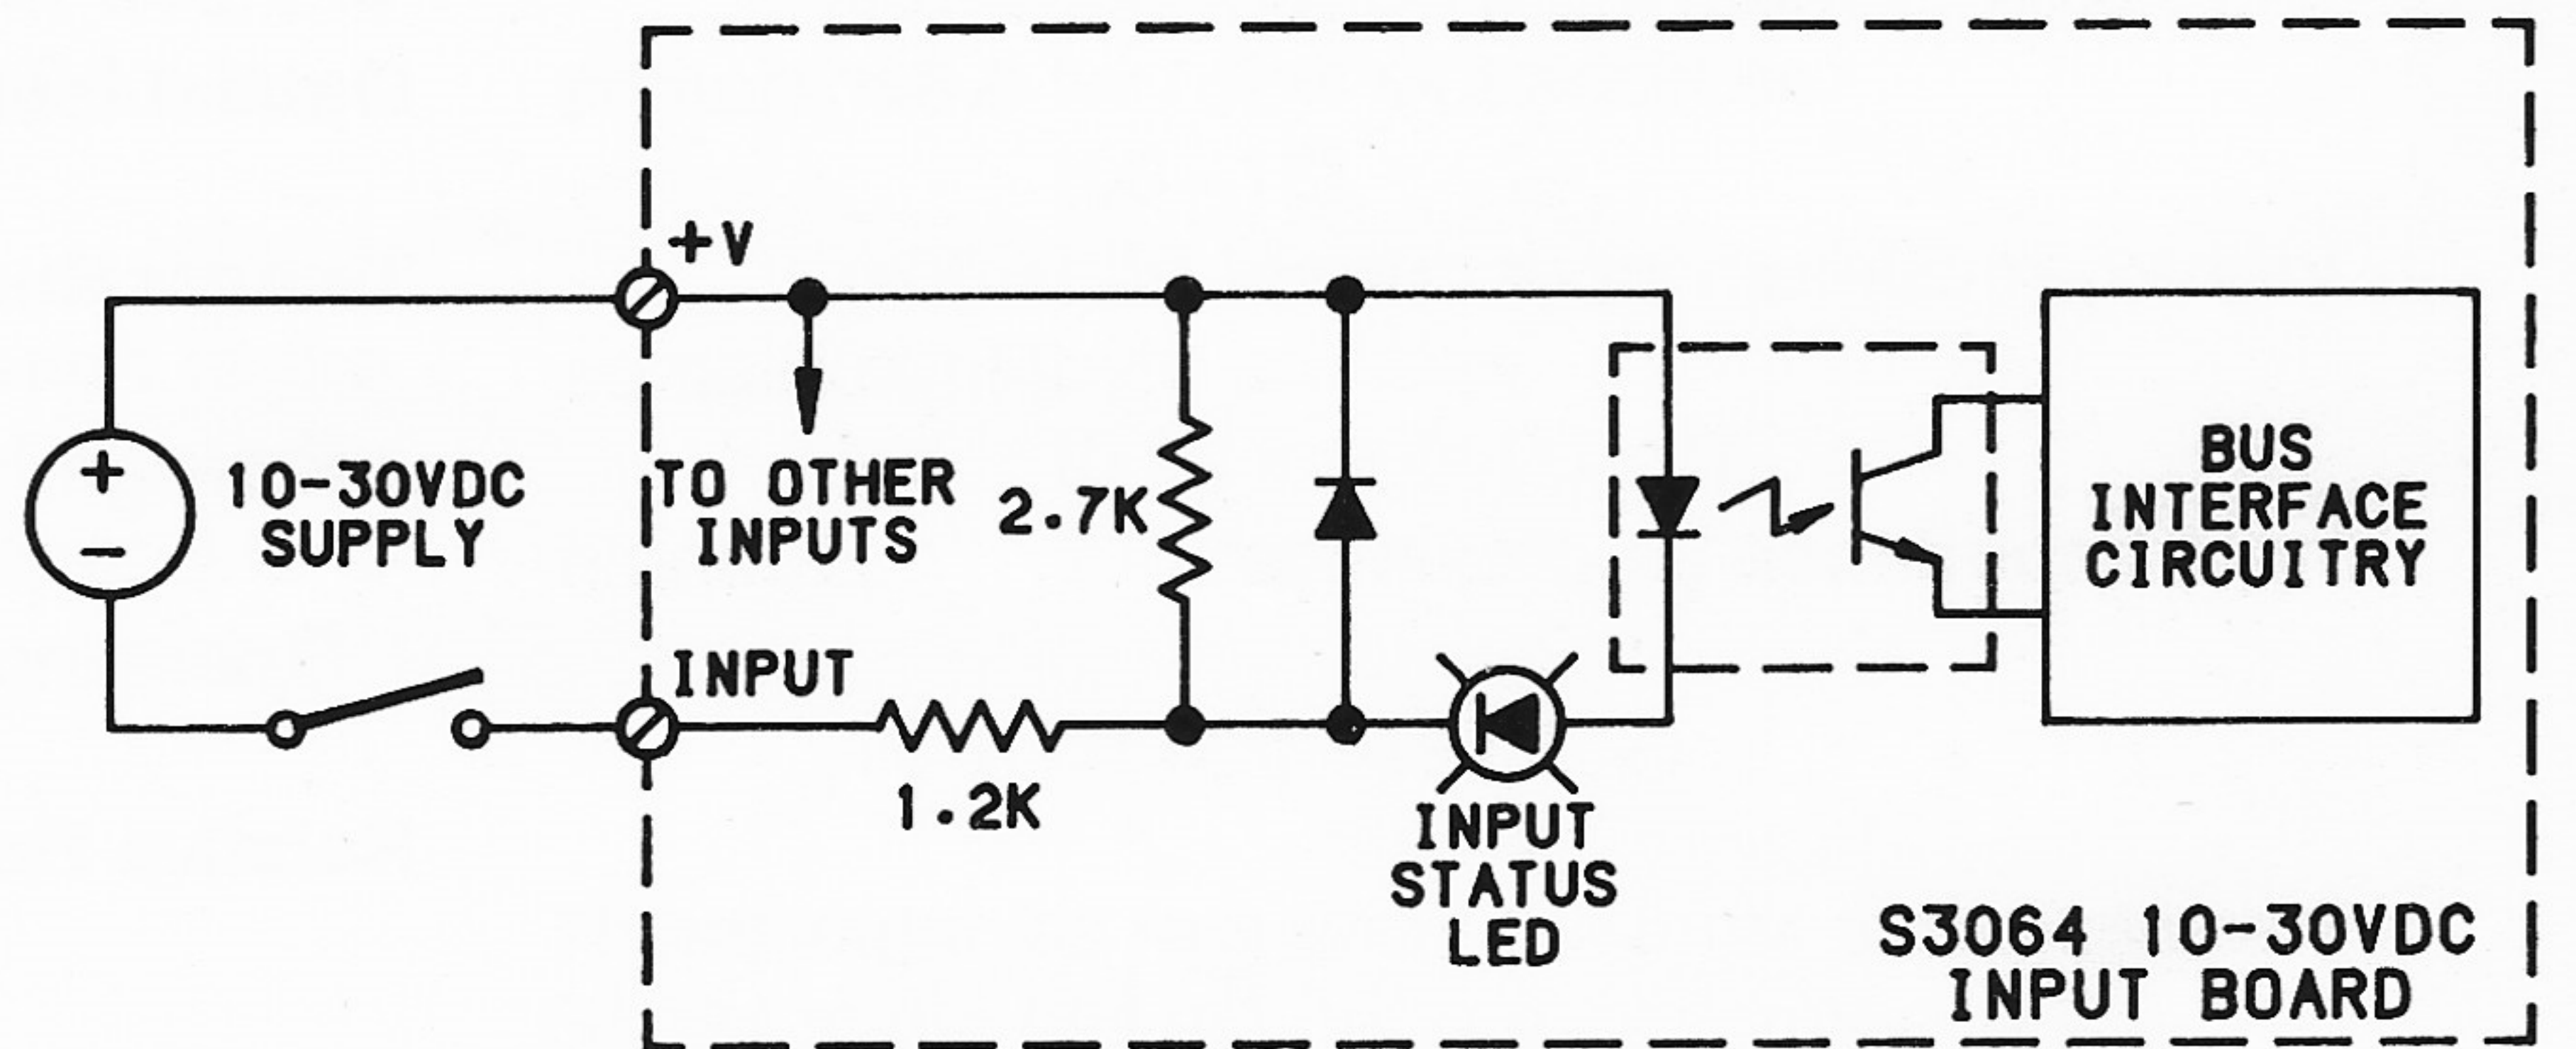 +V
+
10-30VDC
SUPPLY
-
TO OTHER
INPUTS
2.7K
BUS
INTERFACE
CIRCUITRY
INPUT
1.2K
INPUT
STATUS
LED
S3064 10-30VDC
INPUT BOARD